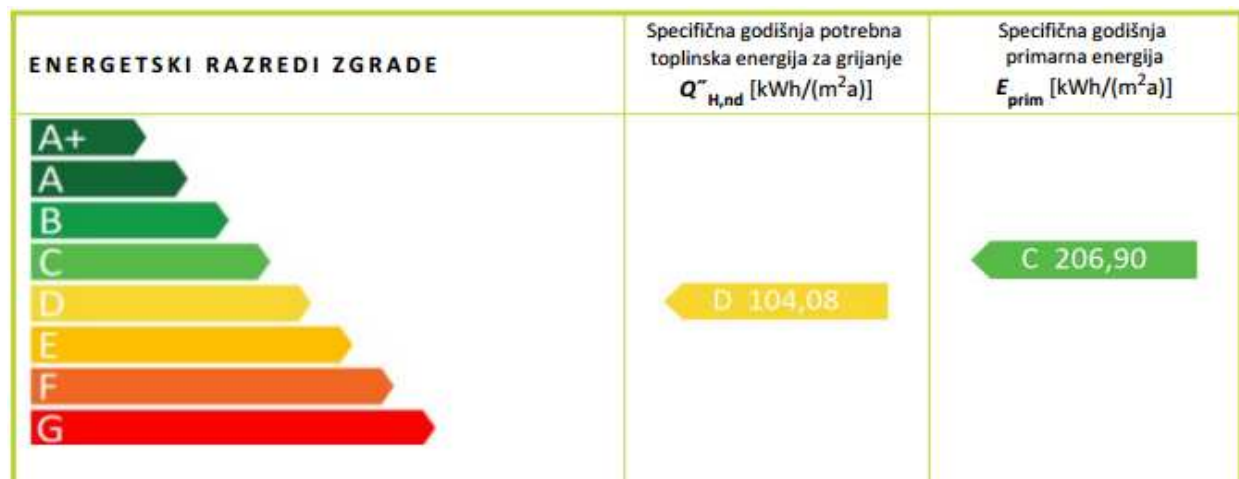 ENERGETSKI RAZREDI ZGRADE
Specifična godišnja potrebna
toplinska energija za grijanje
Q″H,nd [kWh/(m²a)]
Specifična godišnja
primarna energija
Eprim [kWh/(m²a)]
A+
A
B
C
D
E
F
G
D 104,08
C 206,90